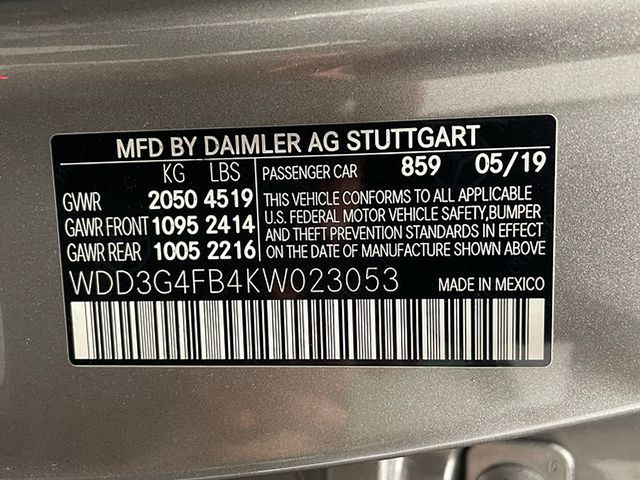 MFD BY DAIMLER AG STUTTGART
KG LBS PASSENGER CAR 859 05/19
GVWR 2050 4519
GAWR FRONT 1095 2414
GAWR REAR 1005 2216
THIS VEHICLE CONFORMS TO ALL APPLICABLE
U.S. FEDERAL MOTOR VEHICLE SAFETY,BUMPER
AND THEFT PREVENTION STANDARDS IN EFFECT
ON THE DATE OF MANUFACTURE SHOWN ABOVE.
WDD3G4FB4KW023053
MADE IN MEXICO